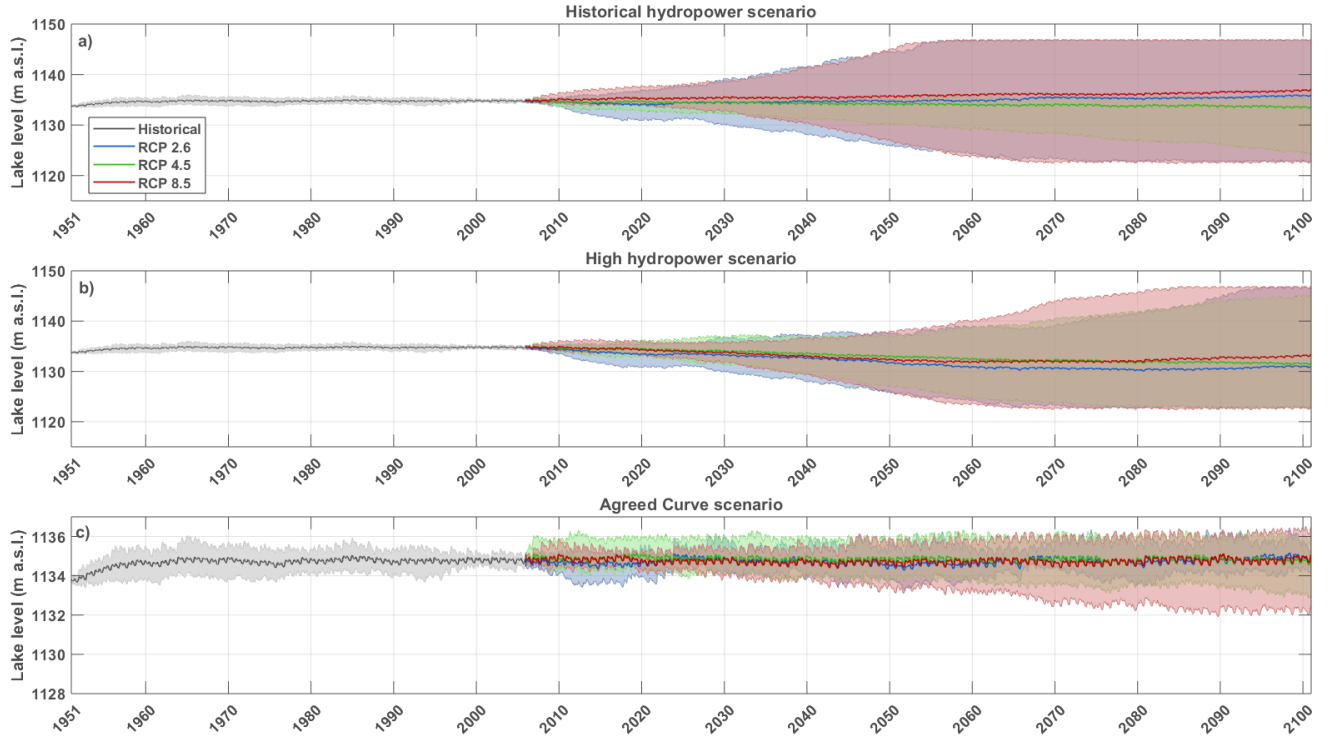 Historical hydropower scenario
a)
Lake level (m a.s.l.)
1150
1140
1130
1120
Historical
RCP 2.6
RCP 4.5
RCP 8.5
1951 1960 1970 1980 1990 2000 2010 2020 2030 2040 2050 2060 2070 2080 2090 2100
High hydropower scenario
b)
Lake level (m a.s.l.)
1150
1140
1130
1120
1951 1960 1970 1980 1990 2000 2010 2020 2030 2040 2050 2060 2070 2080 2090 2100
Agreed Curve scenario
c)
Lake level (m a.s.l.)
1136
1134
1132
1130
1128
1951 1960 1970 1980 1990 2000 2010 2020 2030 2040 2050 2060 2070 2080 2090 2100